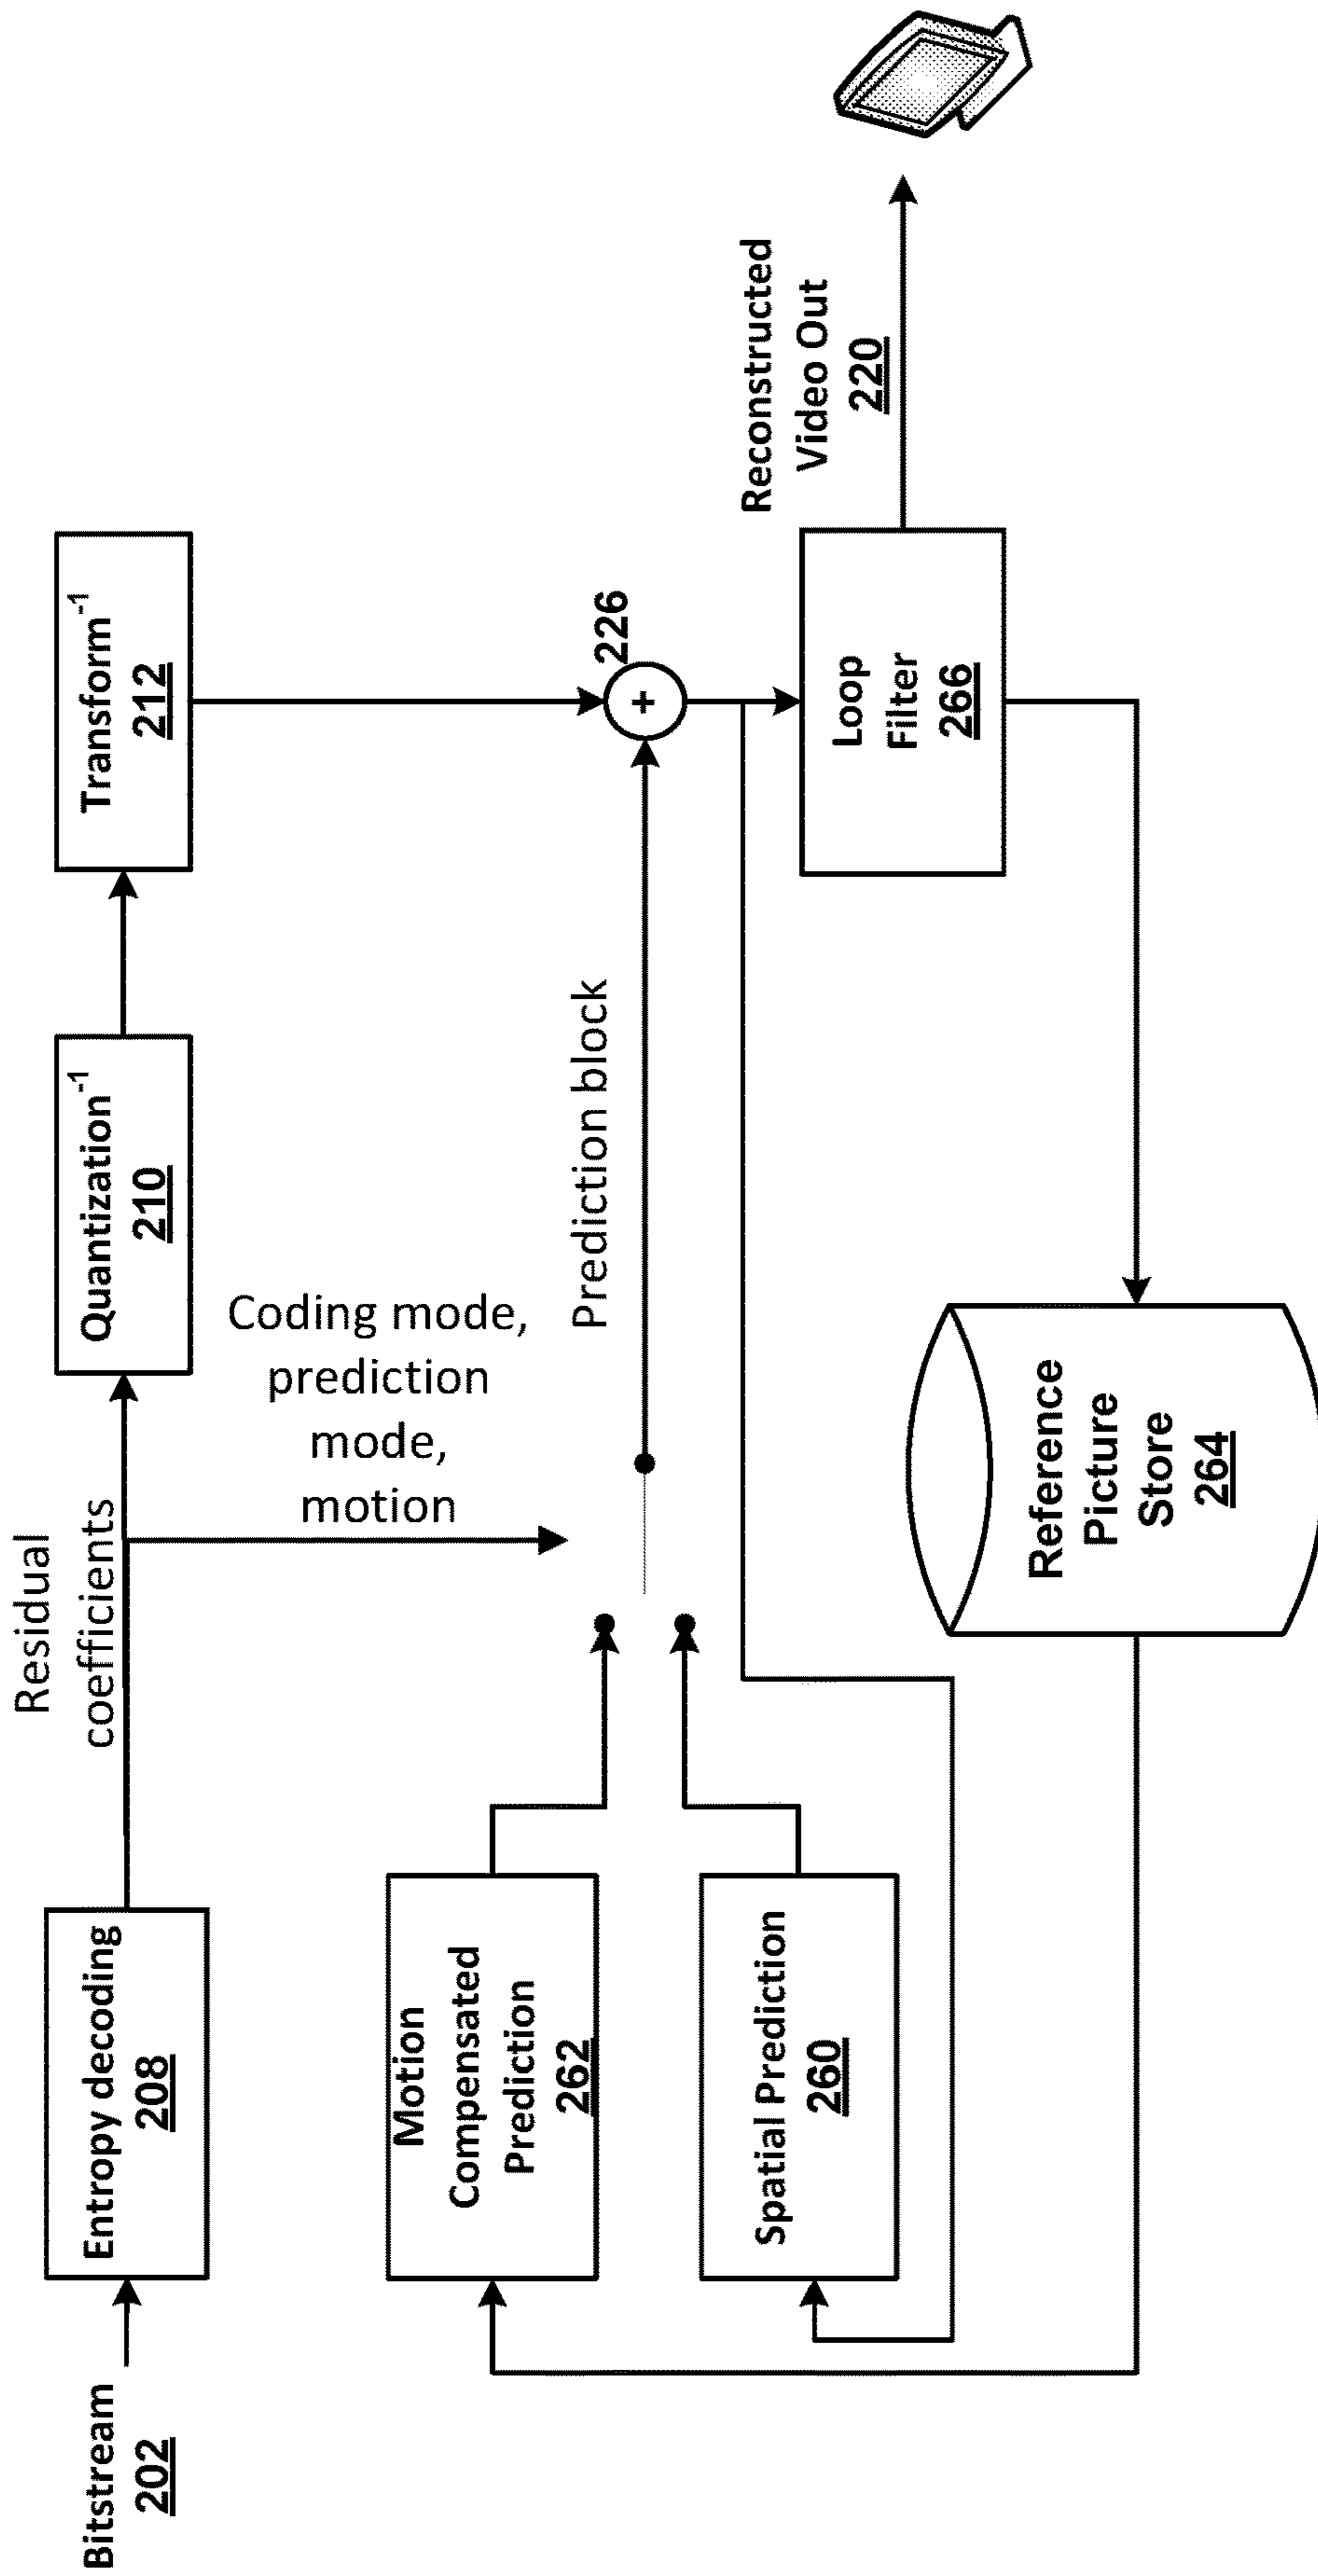 Bitstream
202
Entropy decoding
208
Residual
coefficients
Quantization-1
210
Transform-1
212
Coding mode,
prediction
mode,
motion
Motion
Compensated
Prediction
262
Spatial Prediction
260
Prediction block
226
+
Loop
Filter
266
Reconstructed
Video Out
220
Reference
Picture
Store
264